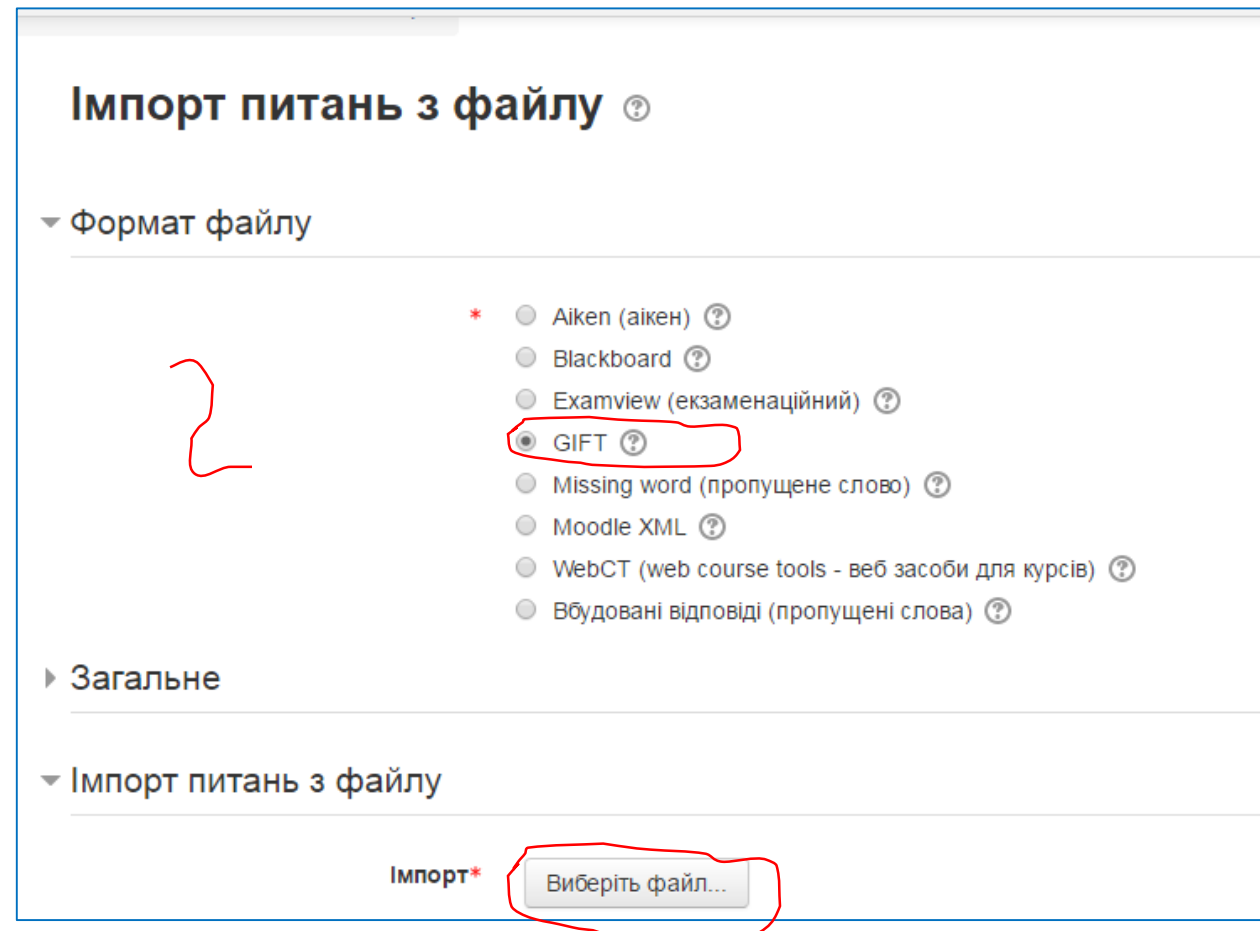 Імпорт питань з файлу ?
Формат файлу
* Aiken (аікен) ?
Blackboard ?
Examview (екзаменаційний) ?
2
GIFT ?
Missing word (пропущене слово) ?
Moodle XML ?
WebCT (web course tools - веб засоби для курсів) ?
Вбудовані відповіді (пропущені слова) ?
Загальне
Імпорт питань з файлу
Імпорт* Виберіть файл...